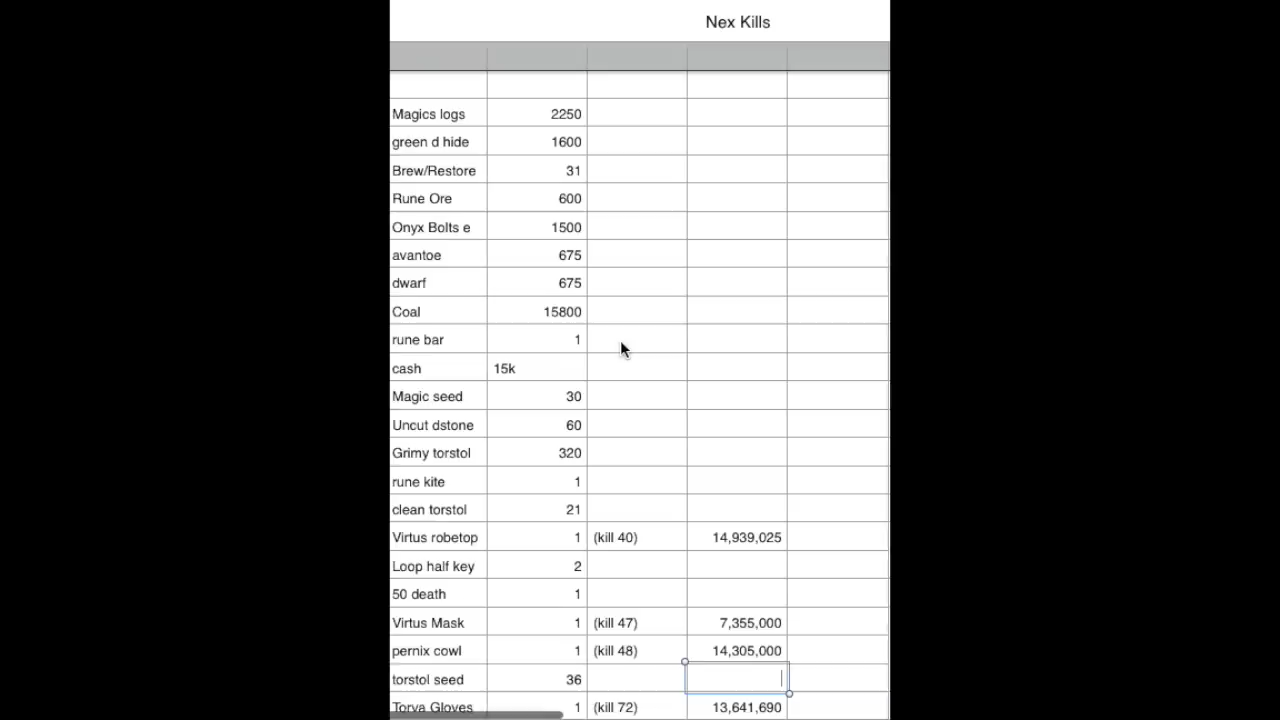 Nex Kills
Magics logs 2250
green d hide 1600
Brew/Restore 31
Rune Ore 600
Onyx Bolts e 1500
avantoe 675
dwarf 675
Coal 15800
rune bar 1
cash 15k
Magic seed 30
Uncut dstone 60
Grimy torstol 320
rune kite 1
clean torstol 21
Virtus robetop 1 (kill 40) 14,939,025
Loop half key 2
50 death 1
Virtus Mask 1 (kill 47) 7,355,000
pernix cowl 1 (kill 48) 14,305,000
torstol seed 36
Torva Gloves 1 (kill 72) 13,641,690